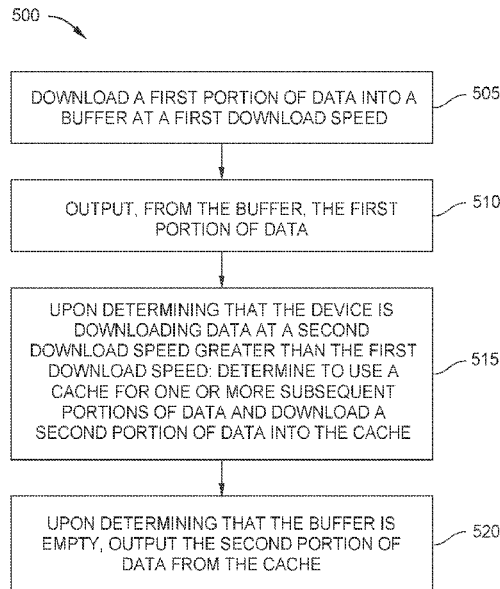 500
DOWNLOAD A FIRST PORTION OF DATA INTO A
BUFFER AT A FIRST DOWNLOAD SPEED
505
OUTPUT, FROM THE BUFFER, THE FIRST
PORTION OF DATA
510
UPON DETERMINING THAT THE DEVICE IS
DOWNLOADING DATA AT A SECOND
DOWNLOAD SPEED GREATER THAN THE FIRST
DOWNLOAD SPEED: DETERMINE TO USE A
CACHE FOR ONE OR MORE SUBSEQUENT
PORTIONS OF DATA AND DOWNLOAD A
SECOND PORTION OF DATA INTO THE CACHE
515
UPON DETERMINING THAT THE BUFFER IS
EMPTY, OUTPUT THE SECOND PORTION OF
DATA FROM THE CACHE
520